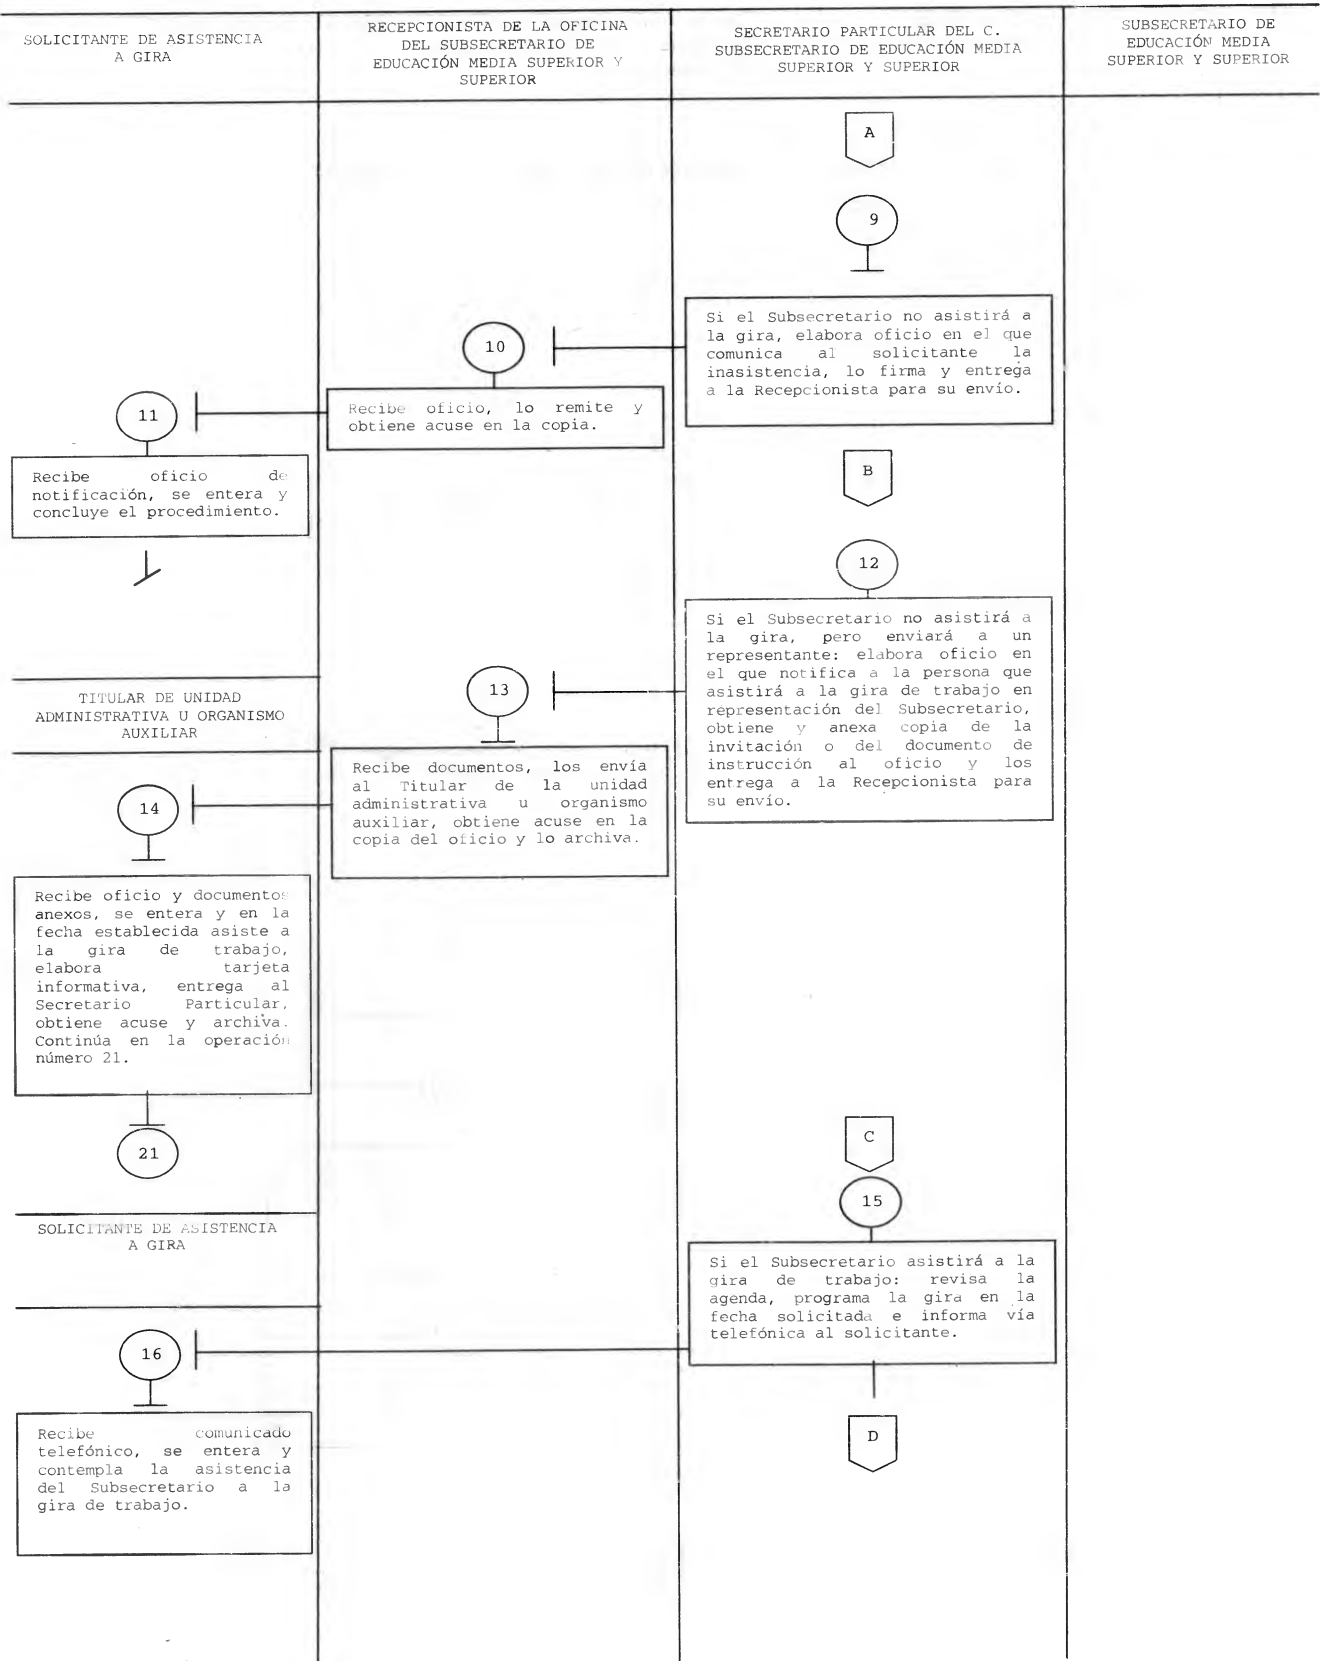 SOLICITANTE DE ASISTENCIA
A GIRA
RECEPCIONISTA DE LA OFICINA
DEL SUBSECRETARIO DE
EDUCACIÓN MEDIA SUPERIOR Y
SUPERIOR
SECRETARIO PARTICULAR DEL C.
SUBSECRETARIO DE EDUCACIÓN MEDIA
SUPERIOR Y SUPERIOR
SUBSECRETARIO DE
EDUCACIÓN MEDIA
SUPERIOR Y SUPERIOR
A
9
Si el Subsecretario no asistirá a
la gira, elabora oficio en el que
comunica al solicitante la
inasistencia, lo firma y entrega
a la Recepcionista para su envío.
10
Recibe oficio, lo remite y
obtiene acuse en la copia.
11
Recibe oficio de
notificación, se entera y
concluye el procedimiento.
B
12
Si el Subsecretario no asistirá a
la gira, pero enviará a un
representante: elabora oficio en
el que notifica a la persona que
asistirá a la gira de trabajo en
representación del Subsecretario,
obtiene y anexa copia de la
invitación o del documento de
instrucción al oficio y los
entrega a la Recepcionista para
su envío.
13
Recibe documentos, los envía
al Titular de la unidad
administrativa u organismo
auxiliar, obtiene acuse en la
copia del oficio y lo archiva.
TITULAR DE UNIDAD
ADMINISTRATIVA U ORGANISMO
AUXILIAR
14
Recibe oficio y documentos
anexos, se entera y en la
fecha establecida asiste a
la gira de trabajo,
elabora tarjeta
informativa, entrega al
Secretario Particular,
obtiene acuse y archiva.
Continúa en la operación
número 21.
21
C
15
Si el Subsecretario asistirá a la
gira de trabajo: revisa la
agenda, programa la gira en la
fecha solicitada e informa vía
telefónica al solicitante.
SOLICITANTE DE ASISTENCIA
A GIRA
16
Recibe comunicado
telefónico, se entera y
contempla la asistencia
del Subsecretario a la
gira de trabajo.
D